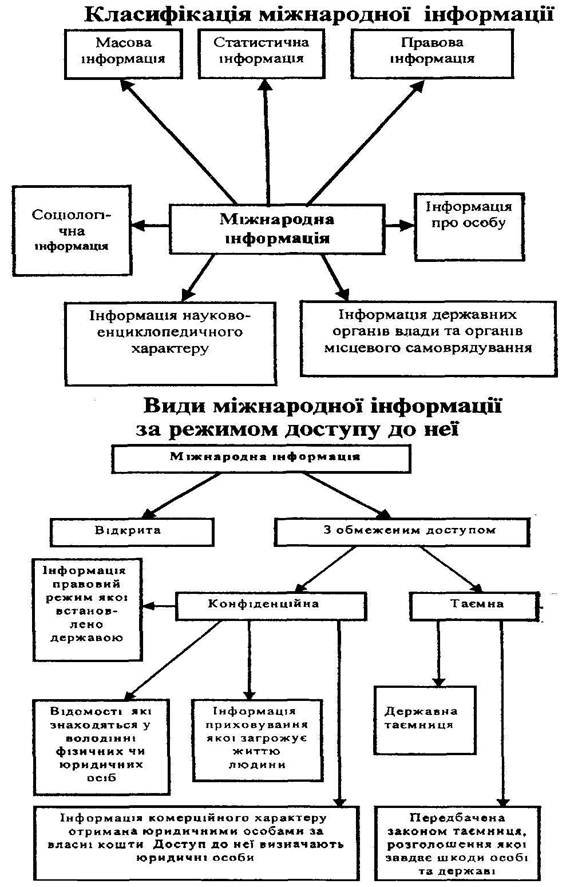 Класифікація міжнародної інформації
Масова
інформація
Статистична
інформація
Правова
інформація
Соціологі-
чна
інформація
Міжнародна
інформація
Інформація
про особу
Інформація науково-
енциклопедичного
характеру
Інформація державних
органів влади та органів
місцевого самоврядування
Види міжнародної інформації
за режимом доступу до неї
Міжнародна інформація
Відкрита
З обмеженим доступом
Інформація
правовий
режим якої
встанов-
лено
державою
Конфіденційна
Таємна
Відомості які
знаходяться у
володінні
фізичних чи
юридичних
осіб
Інформація
приховування
якої загрожує
життю
людини
Державна
таємниця
Інформація комерційного характеру
отримана юридичними особами за
власні кошти Доступ до неї визначають
юридичні особи
Передбачена
законом таємниця,
розголошення якої
завдає шкоди особі
та державі